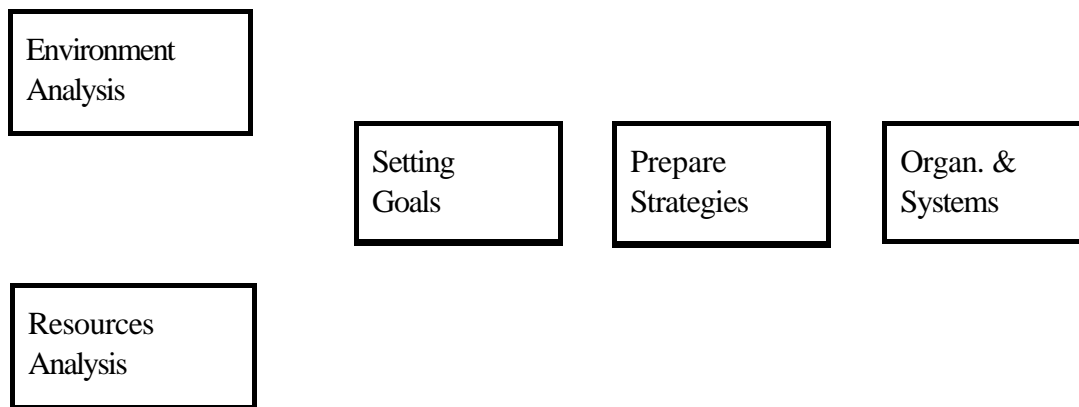 Environment
Analysis
Setting
Goals
Prepare
Strategies
Organ. &
Systems
Resources
Analysis